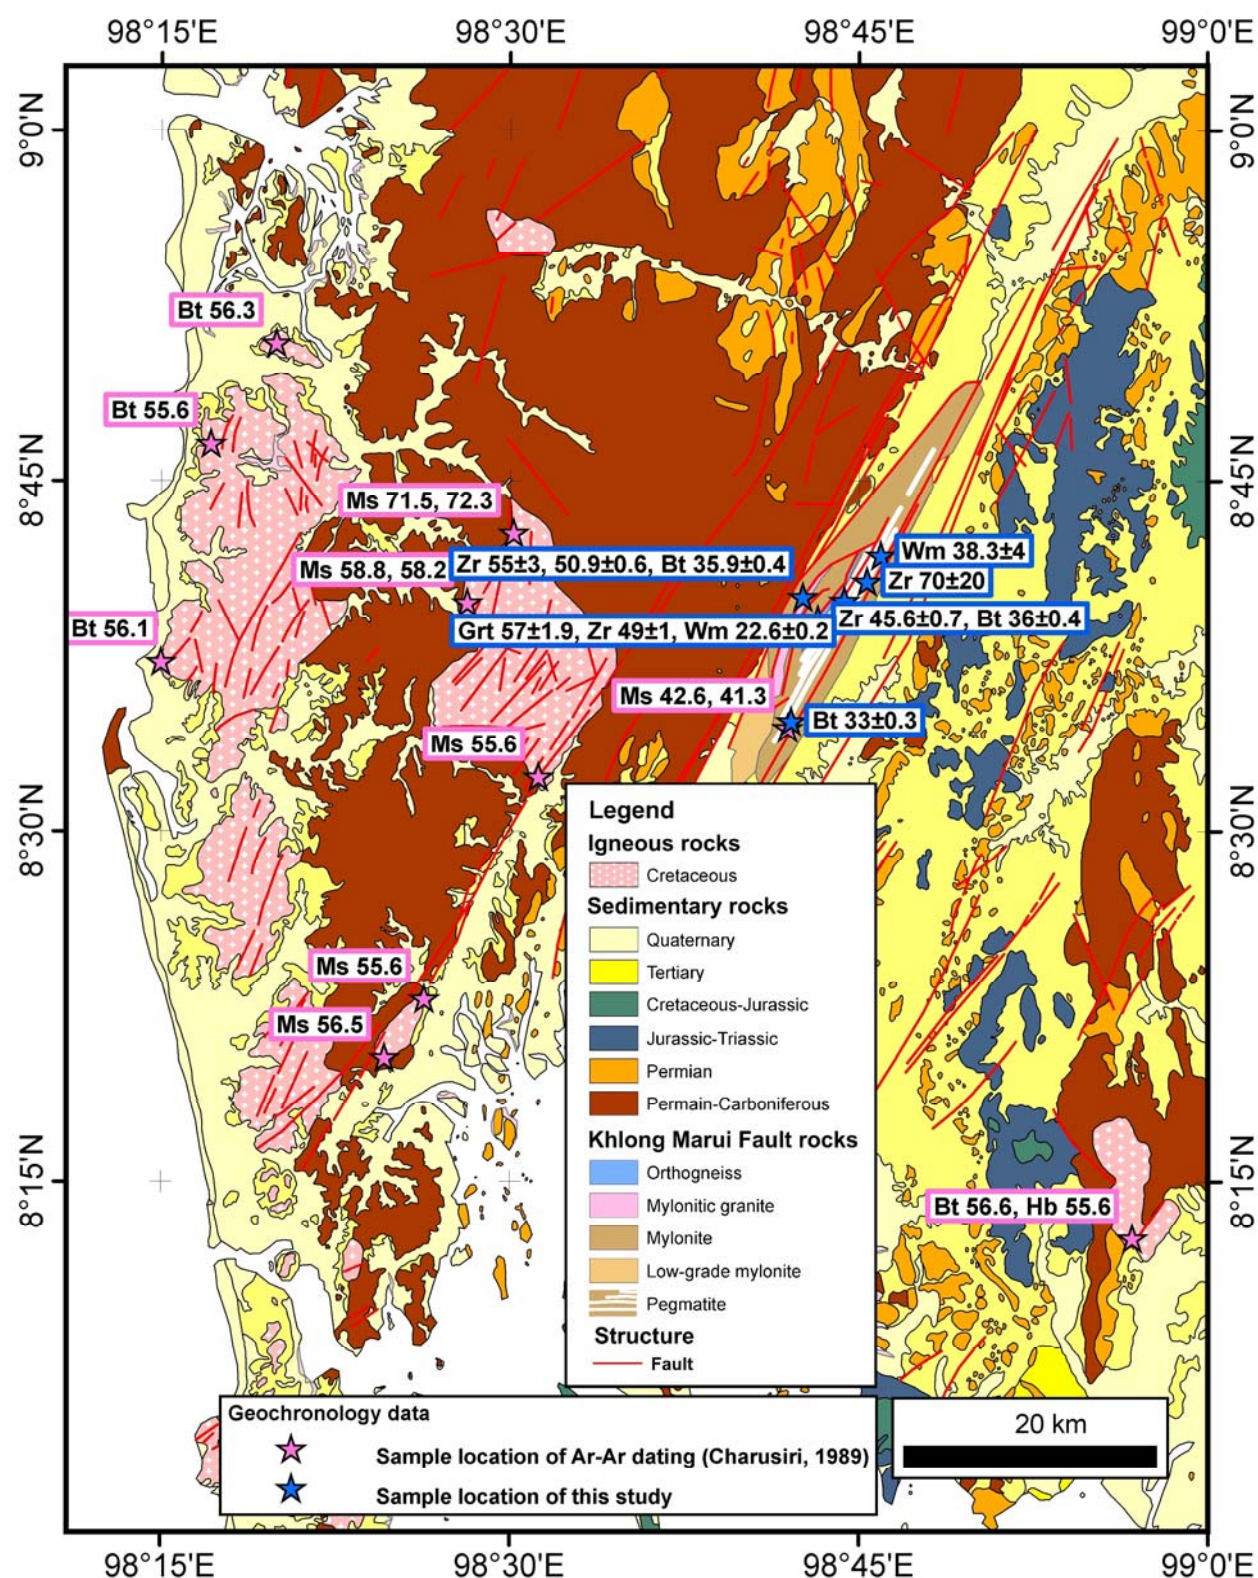 98°15'E 98°30'E 98°45'E 99°0'E
9°0'N 9°0'N
Bt 56.3
Bt 55.6
8°45'N 8°45'N
Ms 71.5, 72.3
Wm 38.3±4
Ms 58.8, 58.2
Zr 55±3, 50.9±0.6, Bt 35.9±0.4
Zr 70±20
Zr 45.6±0.7, Bt 36±0.4
Bt 56.1
Grt 57±1.9, Zr 49±1, Wm 22.6±0.2
Ms 42.6, 41.3
Bt 33±0.3
Ms 55.6
8°30'N 8°30'N
Legend
Igneous rocks
Cretaceous
Sedimentary rocks
Quaternary
Tertiary
Cretaceous-Jurassic
Jurassic-Triassic
Permian
Permain-Carboniferous
Khlong Marui Fault rocks
Orthogneiss
Mylonitic granite
Mylonite
Low-grade mylonite
Pegmatite
Structure
Fault
Ms 55.6
Ms 56.5
8°15'N 8°15'N
Bt 56.6, Hb 55.6
Geochronology data
Sample location of Ar-Ar dating (Charusiri, 1989)
Sample location of this study
20 km
98°15'E 98°30'E 98°45'E 99°0'E